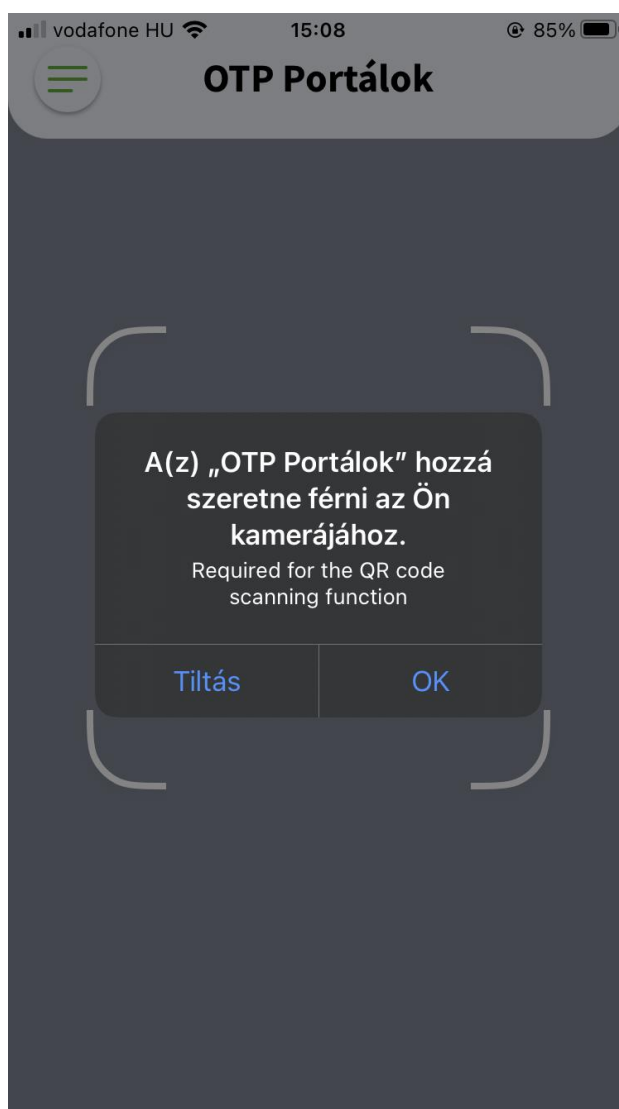 vodafone HU 15:08 85%
OTP Portálok
A(z) „OTP Portálok” hozzá
szeretne férni az Ön
kamerájához.
Required for the QR code
scanning function
Tiltás OK